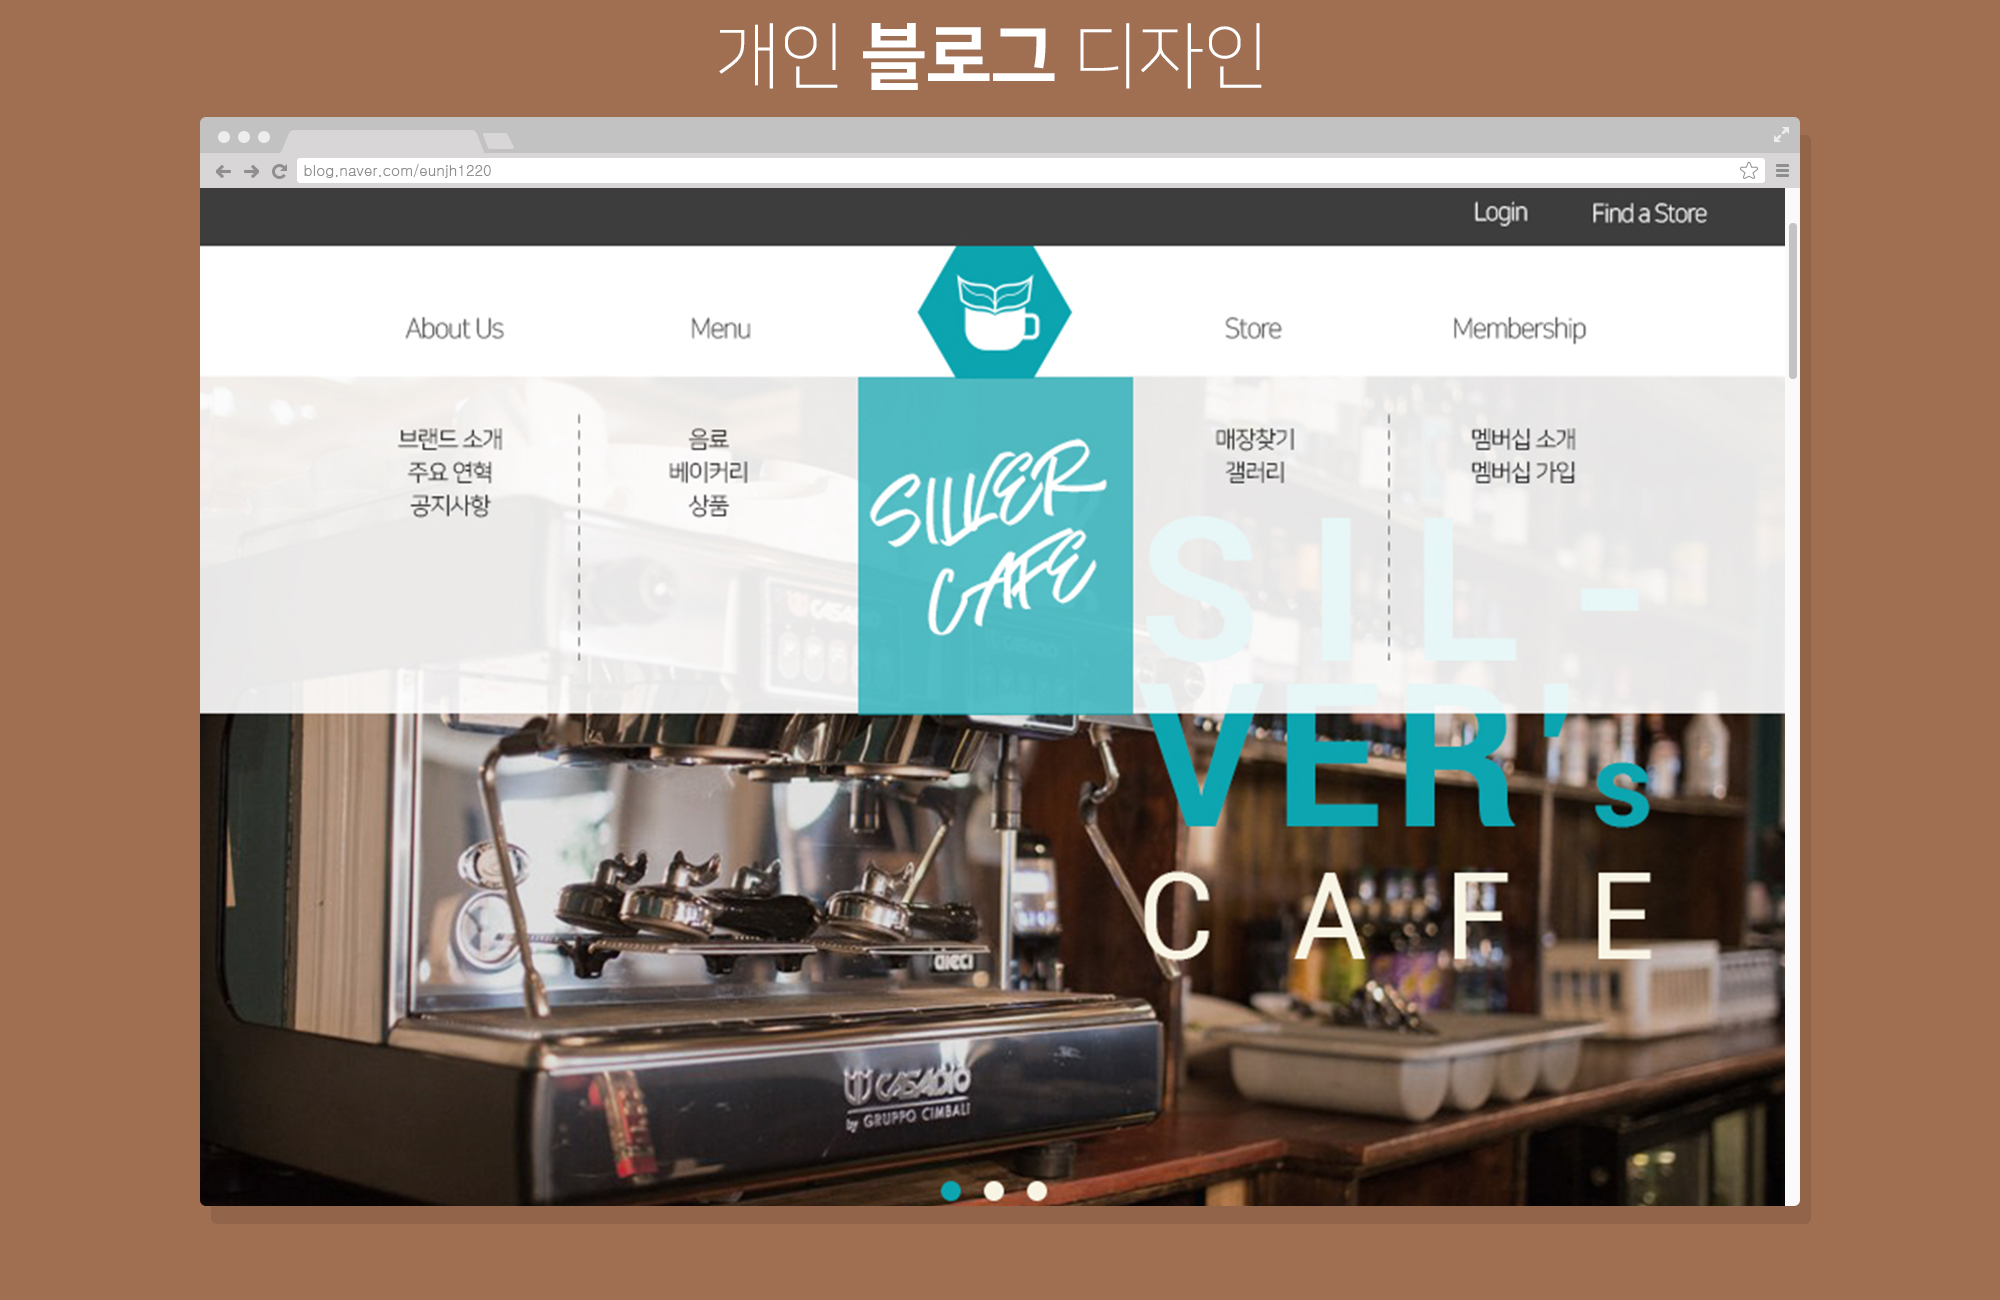 개인 블로그 디자인
blog.naver.com/eunjh1220
Login Find a Store
About Us Menu Store Membership
브랜드 소개
주요 연혁
공지사항
음료
베이커리
상품
SILVER
CAFE
매장찾기
갤러리
멤버십 소개
멤버십 가입
SIL-
VER's
CAFE
CASADIO
dieci
CASADIO
by GRUPPO CIMBALI